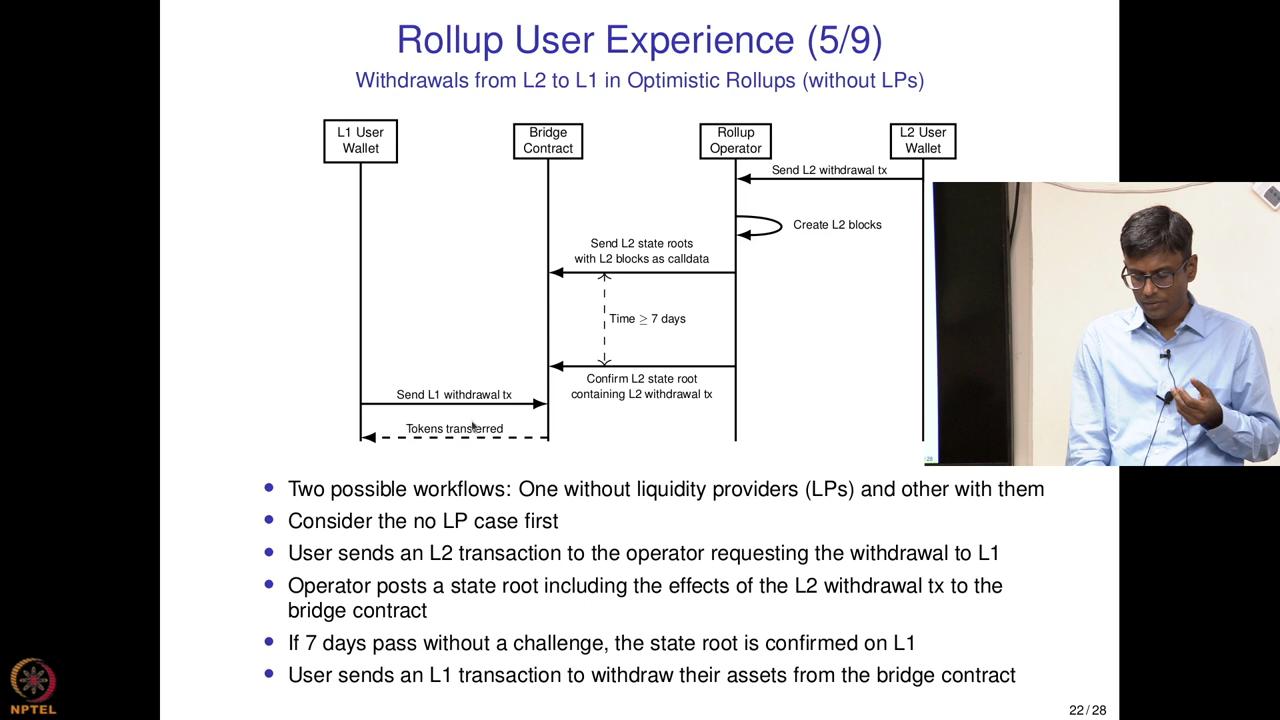 Rollup User Experience (5/9)
Withdrawals from L2 to L1 in Optimistic Rollups (without LPs)
L1 User
Wallet
Bridge
Contract
Rollup
Operator
L2 User
Wallet
Send L2 withdrawal tx
Create L2 blocks
Send L2 state roots
with L2 blocks as calldata
Time ≥ 7 days
Confirm L2 state root
containing L2 withdrawal tx
Send L1 withdrawal tx
Tokens transferred
• Two possible workflows: One without liquidity providers (LPs) and other with them
• Consider the no LP case first
• User sends an L2 transaction to the operator requesting the withdrawal to L1
• Operator posts a state root including the effects of the L2 withdrawal tx to the
bridge contract
• If 7 days pass without a challenge, the state root is confirmed on L1
• User sends an L1 transaction to withdraw their assets from the bridge contract
22 / 28
NPTEL